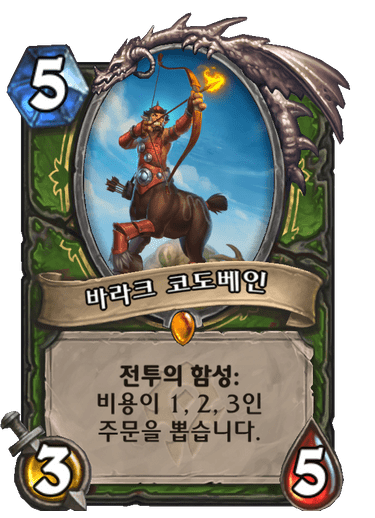 5
바라크 코도베인
전투의 함성:
비용이 1, 2, 3인
주문을 뽑습니다.
3
5